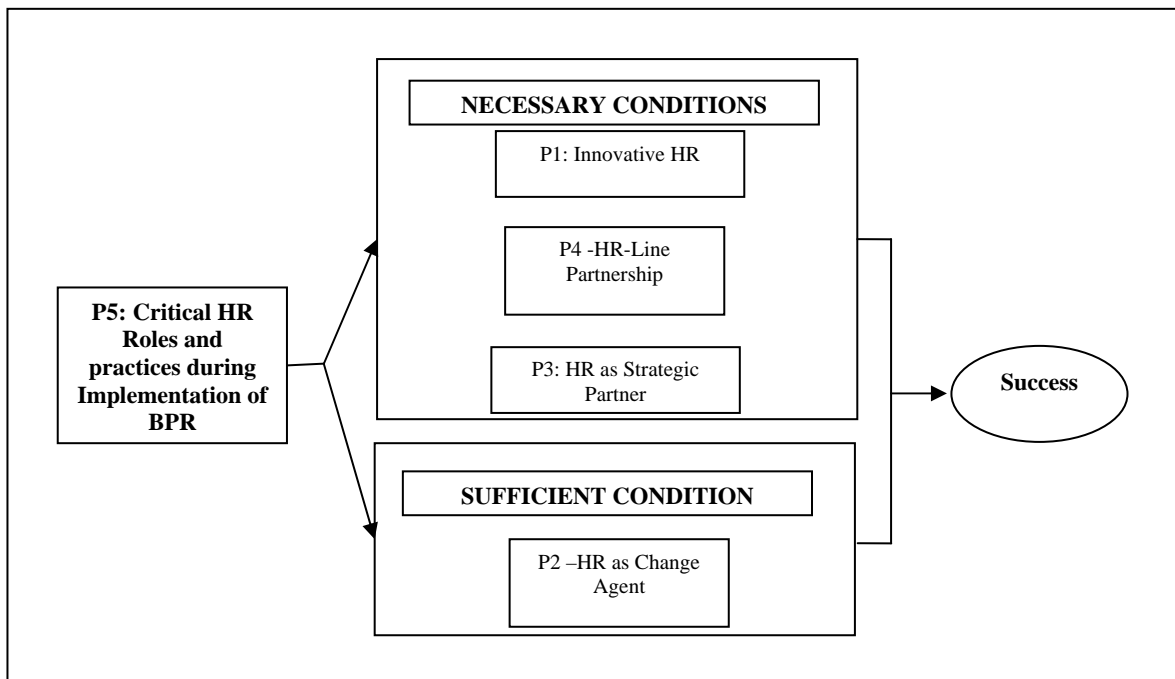 NECESSARY CONDITIONS
P1: Innovative HR
P4 -HR-Line
Partnership
P3: HR as Strategic
Partner
P5: Critical HR
Roles and
practices during
Implementation of
BPR
Success
SUFFICIENT CONDITION
P2 –HR as Change
Agent